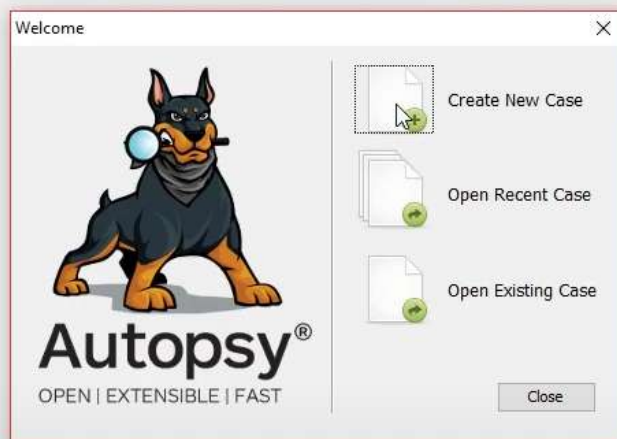 Welcome
Create New Case
Open Recent Case
Open Existing Case
Autopsy®
OPEN | EXTENSIBLE | FAST
Close